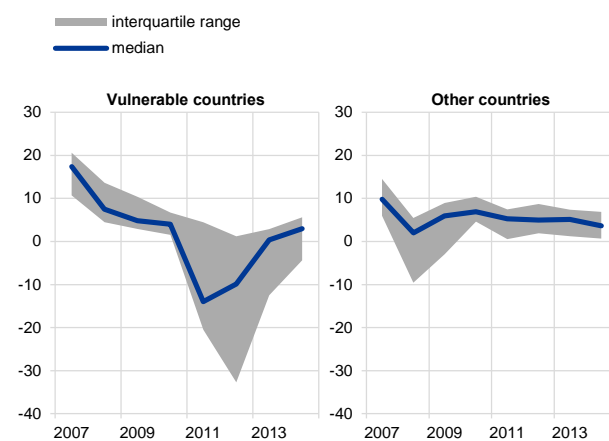 interquartile range
median
Vulnerable countries
Other countries
30
20
10
0
-10
-20
-30
-40
2007 2009 2011 2013
30
20
10
0
-10
-20
-30
-40
2007 2009 2011 2013